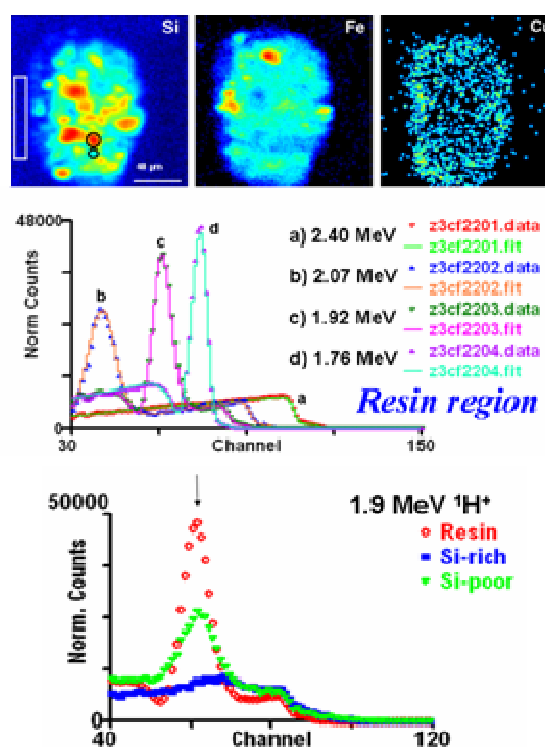 Si
Fe
Cu
40 µm
48000
Norm Counts
b
c
d
a
a) 2.40 MeV
b) 2.07 MeV
c) 1.92 MeV
d) 1.76 MeV
z3cf2201.data
z3cf2201.fit
z3cf2202.data
z3cf2202.fit
z3cf2203.data
z3cf2203.fit
z3cf2204.data
z3cf2204.fit
Resin region
0
30
Channel
150
50000
1.9 MeV ¹H⁺
Resin
Si-rich
Si-poor
Norm. Counts
0
40
Channel
120